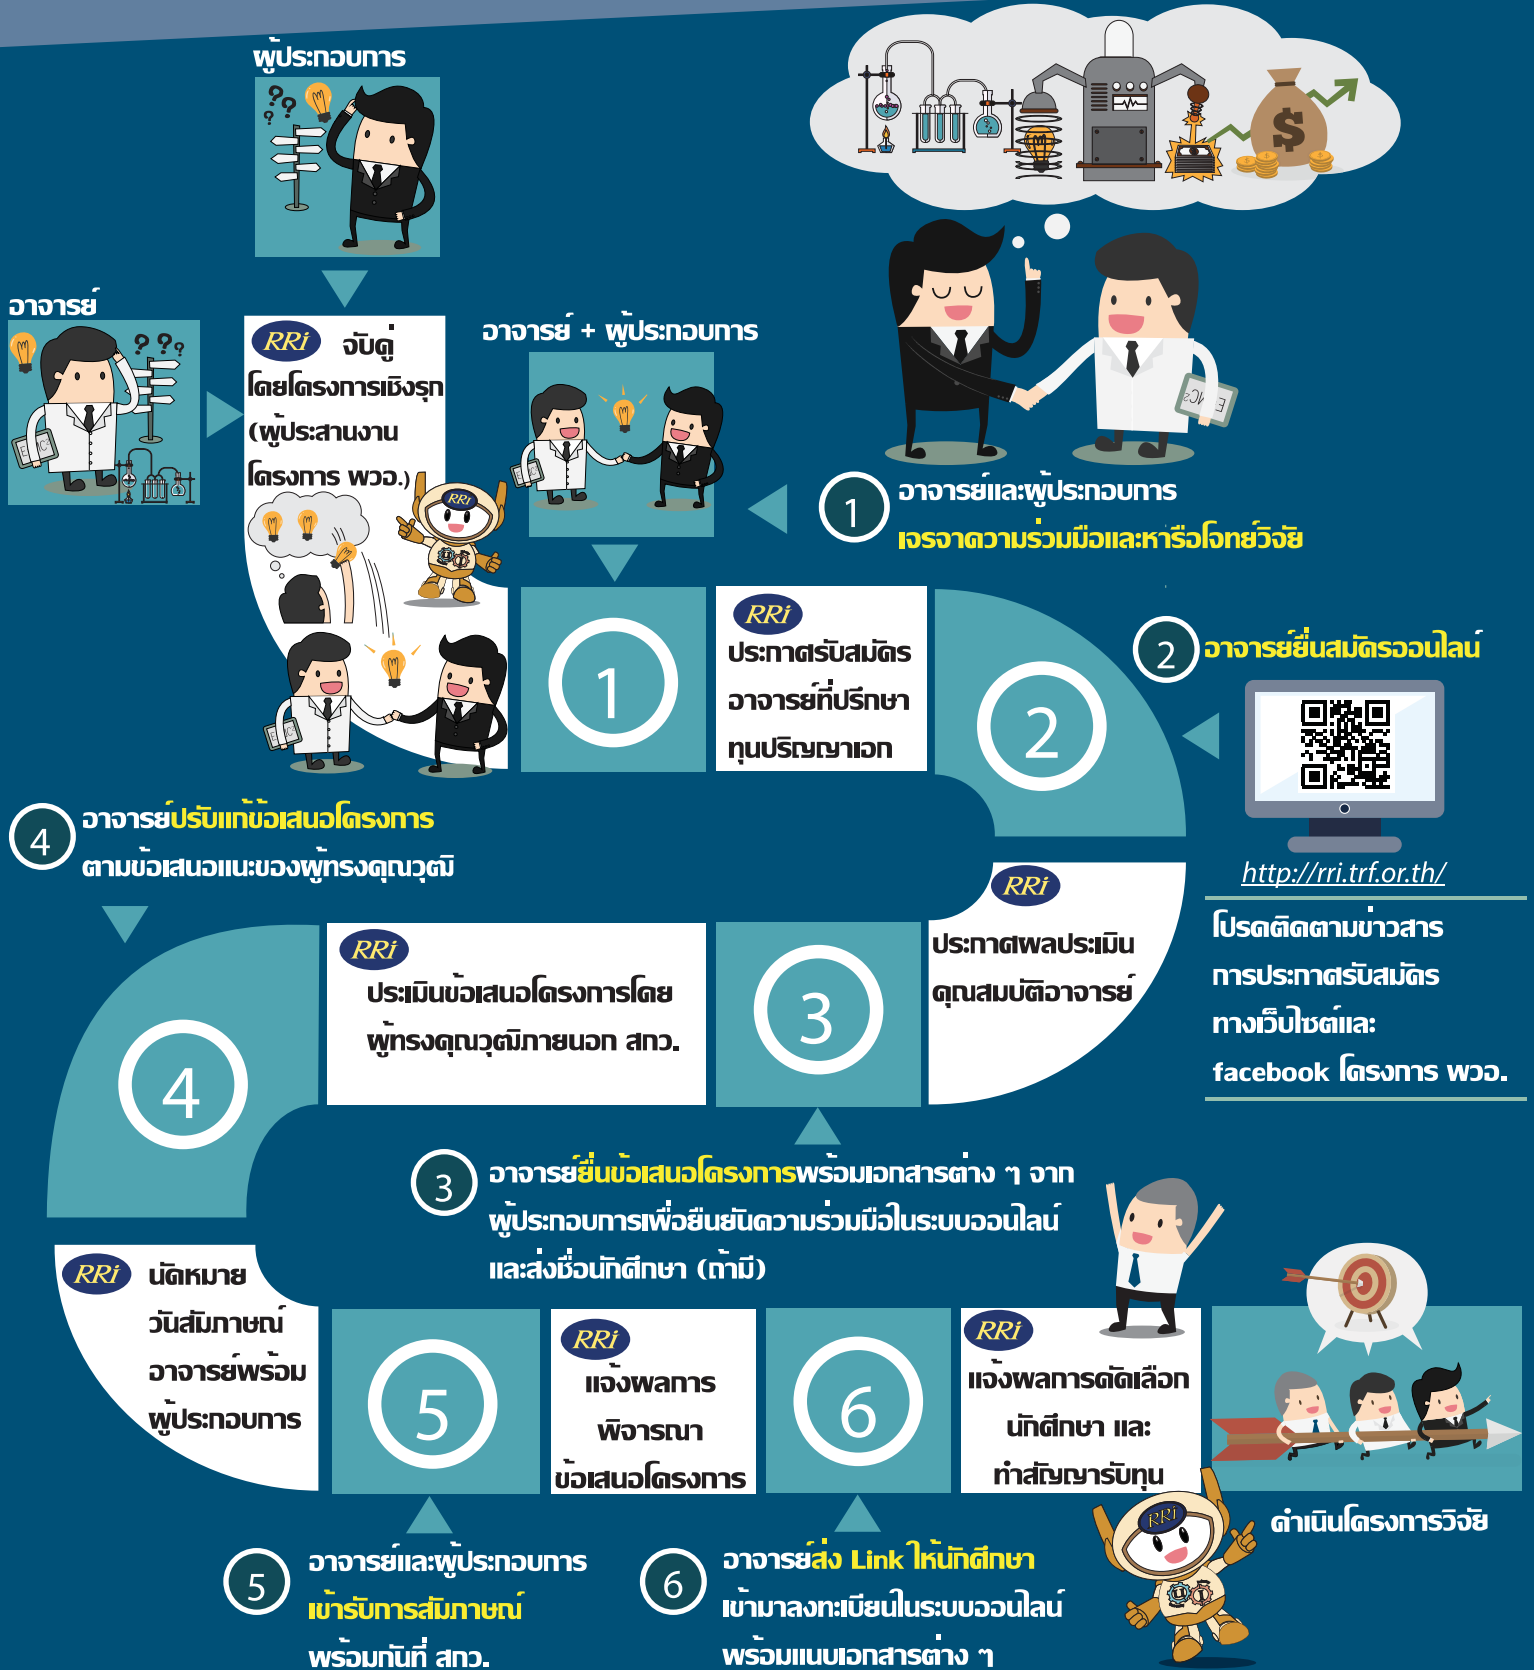 ผู้ประกอบการ
อาจารย์
RRi จับคู่
โดยโครงการเชิงรุก
(ผู้ประสานงาน
โครงการ พวอ.)
RRi
อาจารย์ + ผู้ประกอบการ
1 อาจารย์และผู้ประกอบการ
เจรจาความร่วมมือและหารือโจทย์วิจัย
1
RRi
ประกาศรับสมัคร
อาจารย์ที่ปรึกษา
ทุนปริญญาเอก
2
2 อาจารย์ยื่นสมัครออนไลน์
http://rri.trf.or.th/
โปรดติดตามข่าวสาร
การประกาศรับสมัคร
ทางเว็บไซต์และ
facebook โครงการ พวอ.
RRi
ประกาศผลประเมิน
คุณสมบัติอาจารย์
3
3 อาจารย์ยื่นข้อเสนอโครงการพร้อมเอกสารต่าง ๆ จาก
ผู้ประกอบการเพื่อยืนยันความร่วมมือในระบบออนไลน์
และส่งชื่อนักศึกษา (ถ้ามี)
RRi
ประเมินข้อเสนอโครงการโดย
ผู้ทรงคุณวุฒิภายนอก สกว.
4 อาจารย์ปรับแก้ข้อเสนอโครงการ
ตามข้อเสนอแนะของผู้ทรงคุณวุฒิ
4
RRi นัดหมาย
วันสัมภาษณ์
อาจารย์พร้อม
ผู้ประกอบการ
5
5 อาจารย์และผู้ประกอบการ
เข้ารับการสัมภาษณ์
พร้อมกันที่ สกว.
RRi
แจ้งผลการ
พิจารณา
ข้อเสนอโครงการ
6
6 อาจารย์ส่ง Link ให้นักศึกษา
เข้ามาลงทะเบียนในระบบออนไลน์
พร้อมแนบเอกสารต่าง ๆ
RRi
แจ้งผลการคัดเลือก
นักศึกษา และ
ทำสัญญารับทุน
RRi
ดำเนินโครงการวิจัย